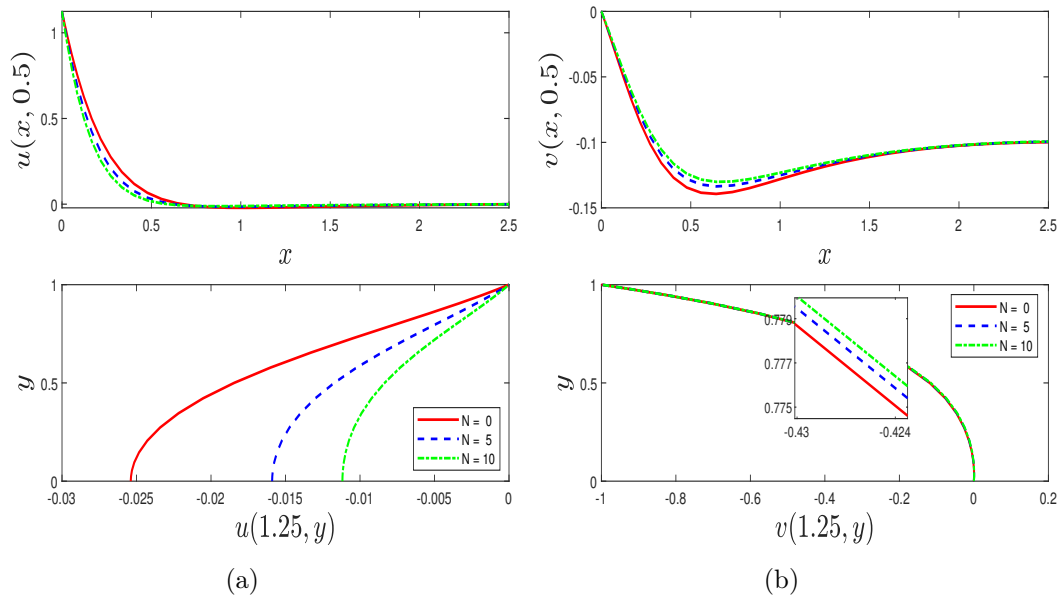 1
0.5
0
u(x, 0.5)
0 0.5 1 1.5 2 2.5
x
0
-0.05
-0.1
-0.15
v(x, 0.5)
0 0.5 1 1.5 2 2.5
x
1
0.5
0
y
-0.03 -0.025 -0.02 -0.015 -0.01 -0.005 0
u(1.25, y)
N = 0
N = 5
N = 10
(a)
1
0.5
0
y
0.779
0.777
0.775
-0.43 -0.424
N = 0
N = 5
N = 10
-1 -0.8 -0.6 -0.4 -0.2 0 0.2
v(1.25, y)
(b)